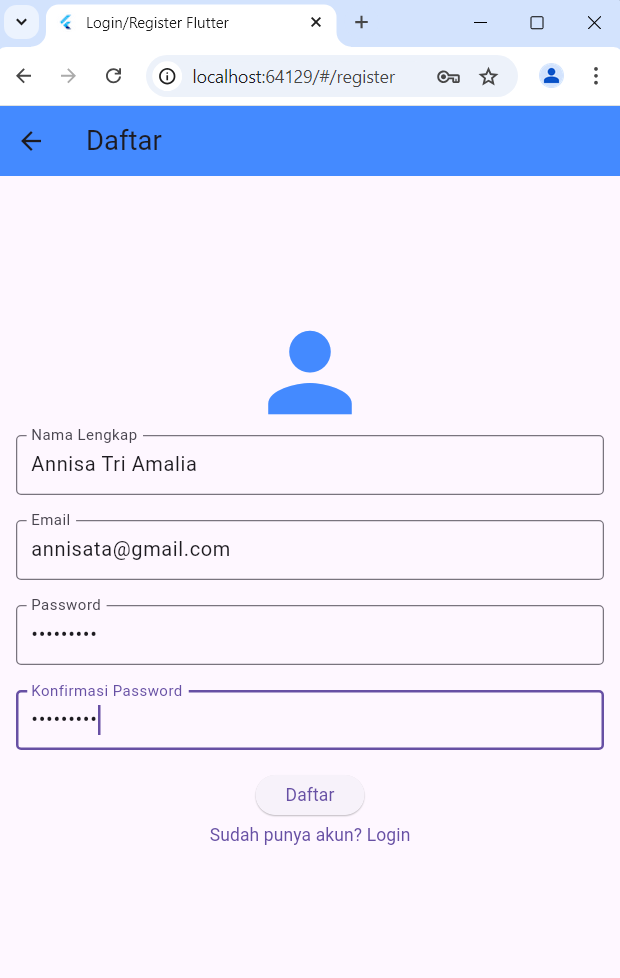 Login/Register Flutter
localhost:64129/#/register
Daftar
Nama Lengkap
Annisa Tri Amalia
Email
annisata@gmail.com
Password
•••••••••
Konfirmasi Password
•••••••••
Daftar
Sudah punya akun? Login